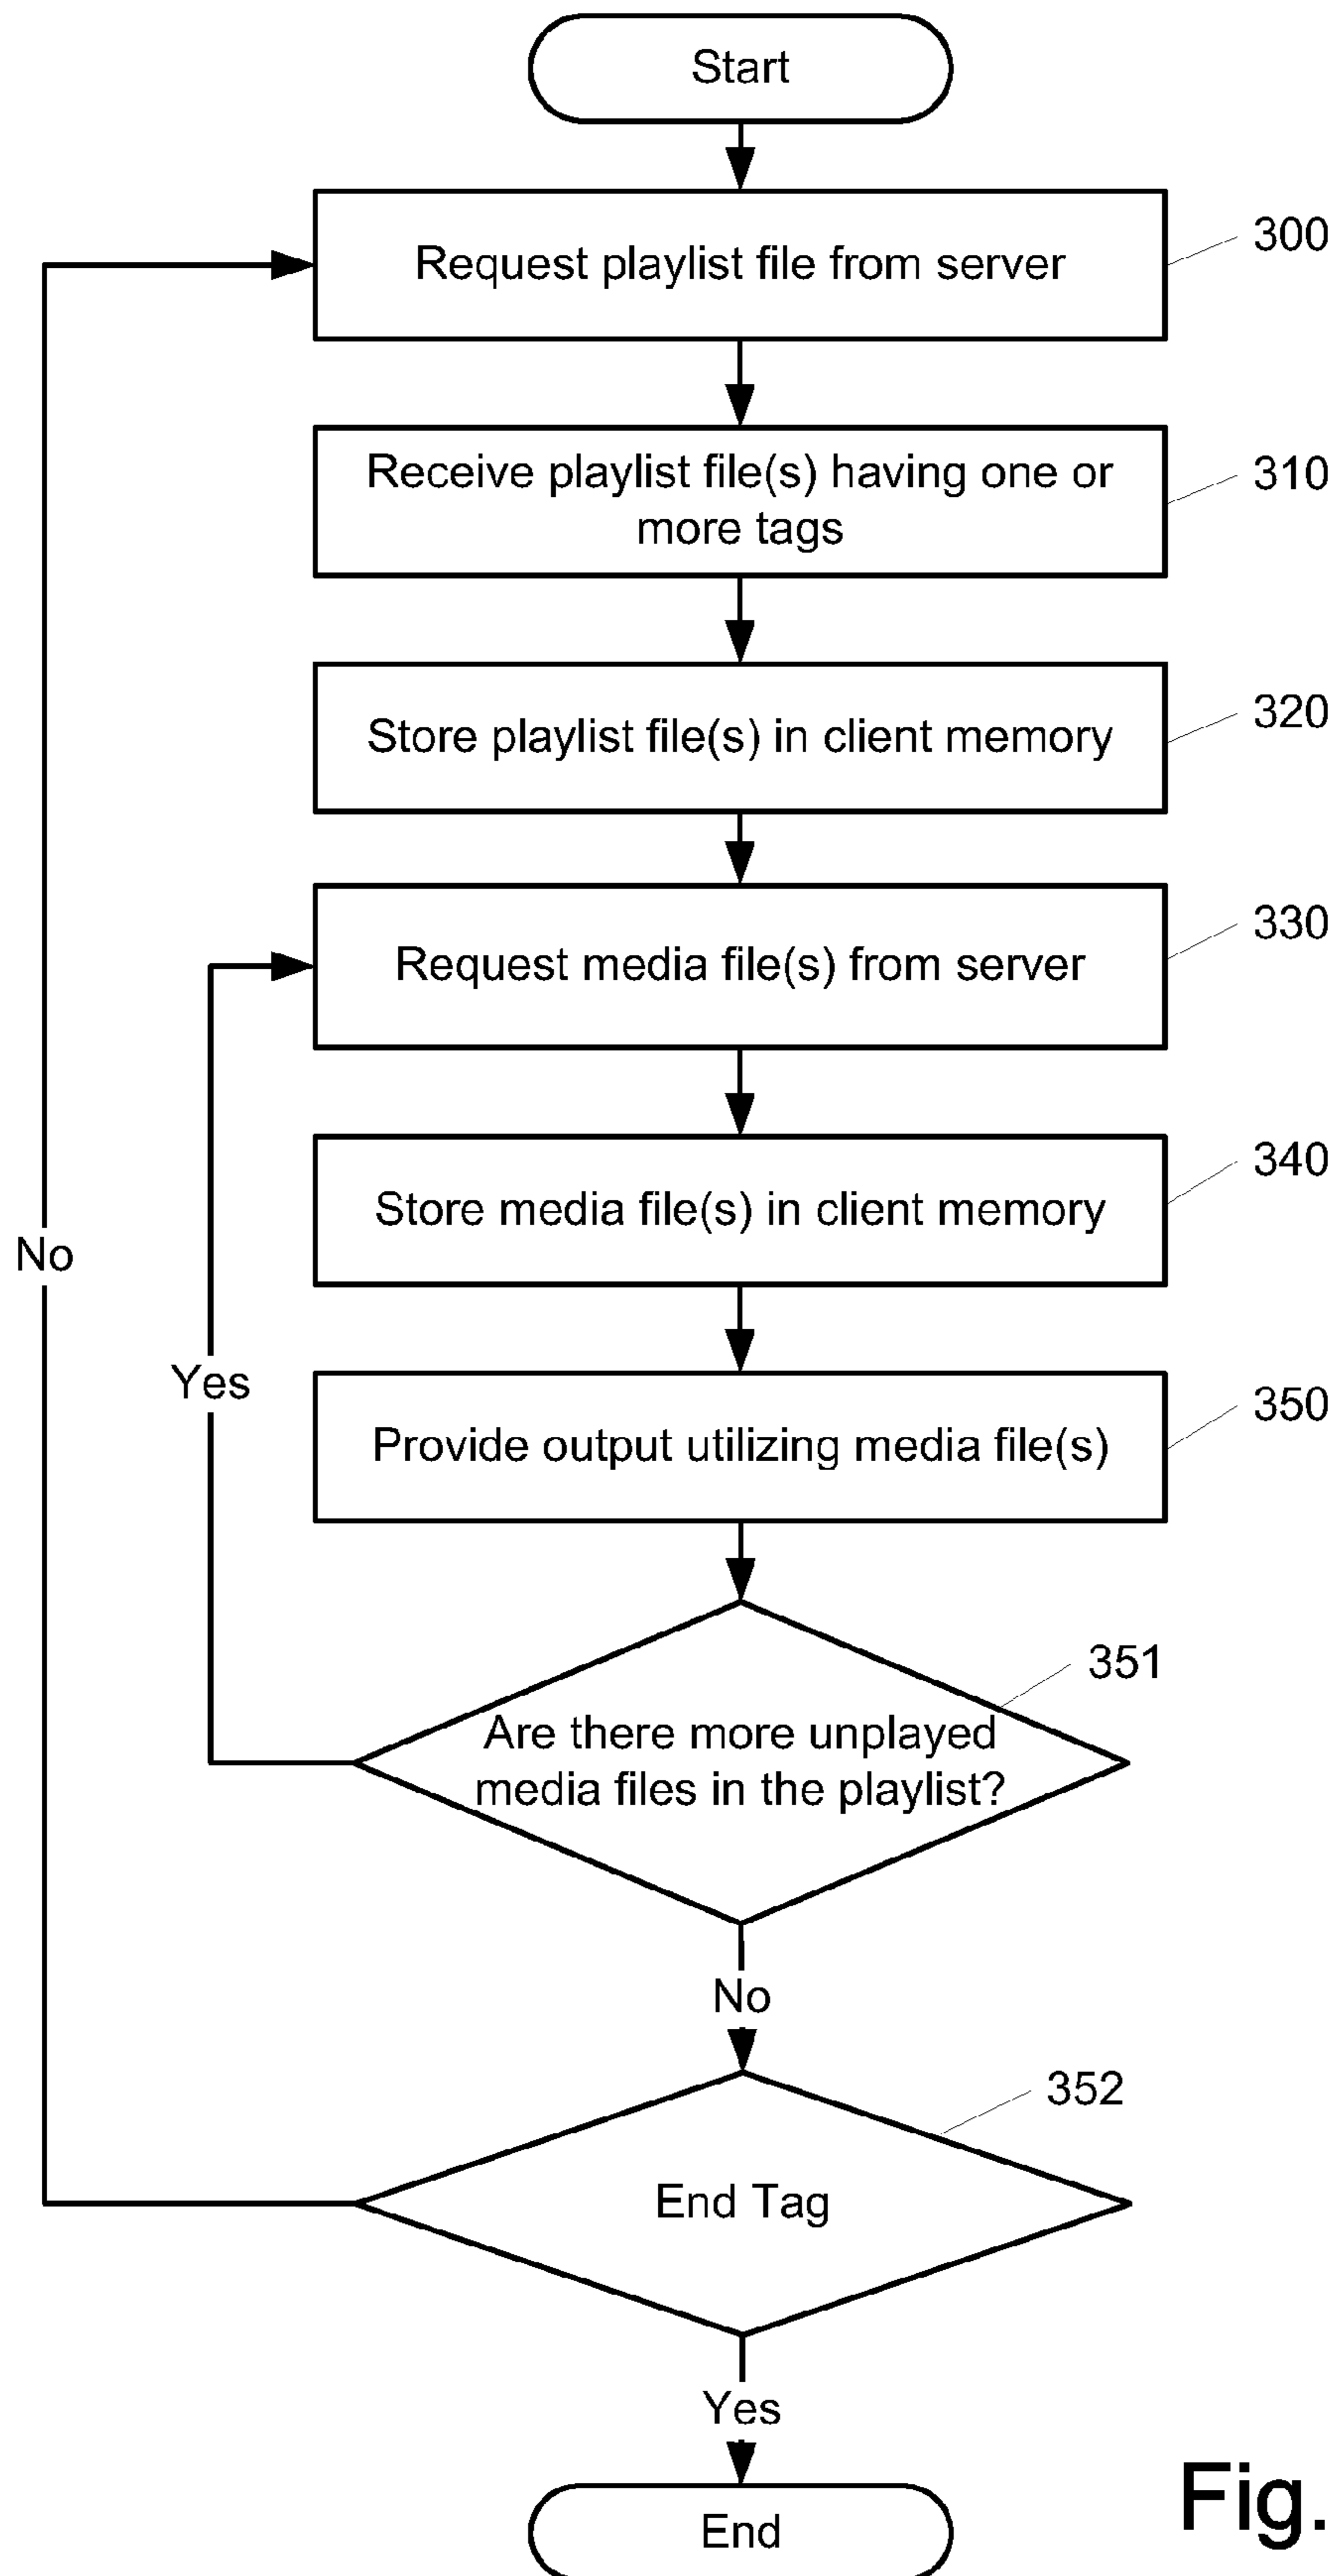 Start
Request playlist file from server
300
Receive playlist file(s) having one or
more tags
310
Store playlist file(s) in client memory
320
Request media file(s) from server
330
Store media file(s) in client memory
340
No
Yes
Provide output utilizing media file(s)
350
351
Are there more unplayed
media files in the playlist?
No
352
End Tag
Yes
End
Fig.